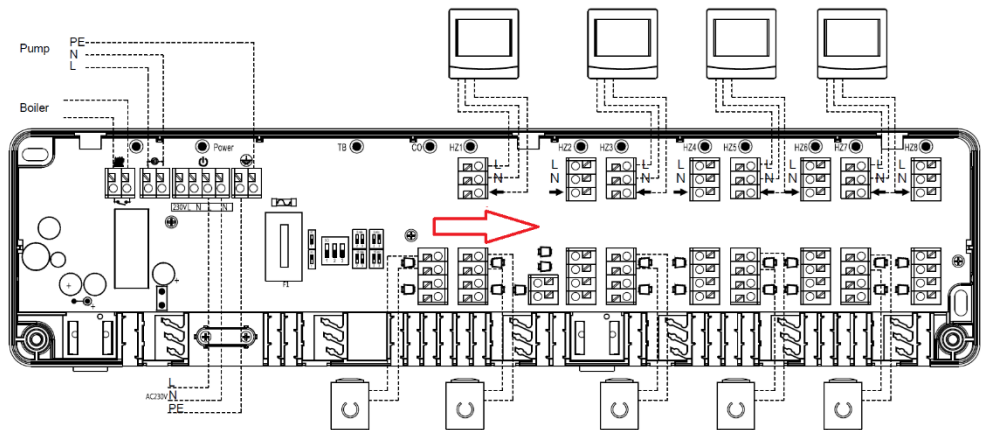 Pump
PE
N
L
Boiler
Power
TB
CO
HZ1
HZ2
HZ3
HZ4
HZ5
HZ6
HZ7
HZ8
L
N
L
N
L
N
L
N
L
N
L
N
L
N
L
N
230V L N
N
F1
L
AC230V N
PE